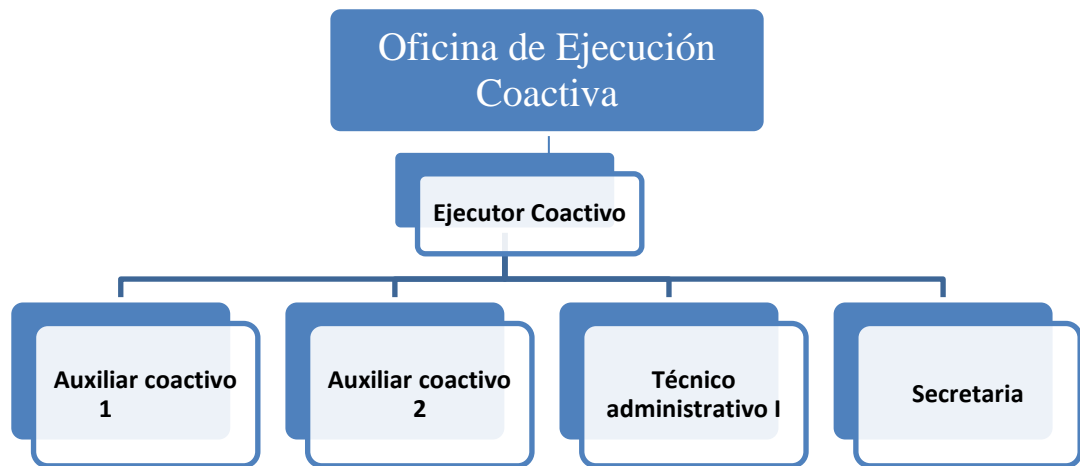 Oficina de Ejecución
Coactiva
Ejecutor Coactivo
Auxiliar coactivo
1
Auxiliar coactivo
2
Técnico
administrativo I
Secretaria